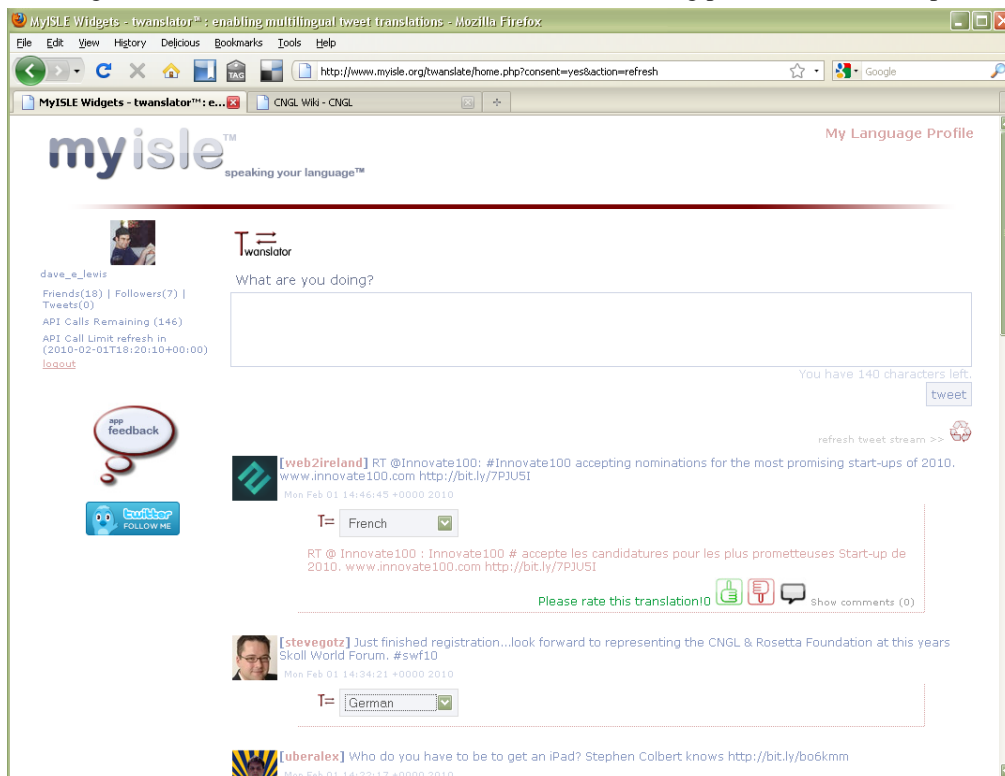 MyISLE Widgets - twanslator™ : enabling multilingual tweet translations - Mozilla Firefox
File Edit View History Delicious Bookmarks Tools Help
TAG http://www.myisle.org/twanslate/home.php?consent=yes&action=refresh Google
MyISLE Widgets - twanslator™: e... CNGL Wiki - CNGL
myisle™
speaking your language™
My Language Profile
dave_e_lewis
Friends(18) | Followers(7) |
Tweets(0)
API Calls Remaining (146)
API Call Limit refresh in
(2010-02-01T18:20:10+00:00)
logout
app
feedback
twitter
FOLLOW ME
Twanslator
What are you doing?
You have 140 characters left.
tweet
refresh tweet stream >>
[web2ireland] RT @Innovate100: #Innovate100 accepting nominations for the most promising start-ups of 2010.
www.innovate100.com http://bit.ly/7PJU5I
Mon Feb 01 14:46:45 +0000 2010
T= French
RT @ Innovate100 : Innovate100 # accepte les candidatures pour les plus prometteuses Start-up de
2010. www.innovate100.com http://bit.ly/7PJU5I
Please rate this translation!0 Show comments (0)
[stevegotz] Just finished registration...look forward to representing the CNGL & Rosetta Foundation at this years
Skoll World Forum. #swf10
Mon Feb 01 14:34:21 +0000 2010
T= German
[uberalex] Who do you have to be to get an iPad? Stephen Colbert knows http://bit.ly/bo6kmm
Mon Feb 01 14:22:17 +0000 2010